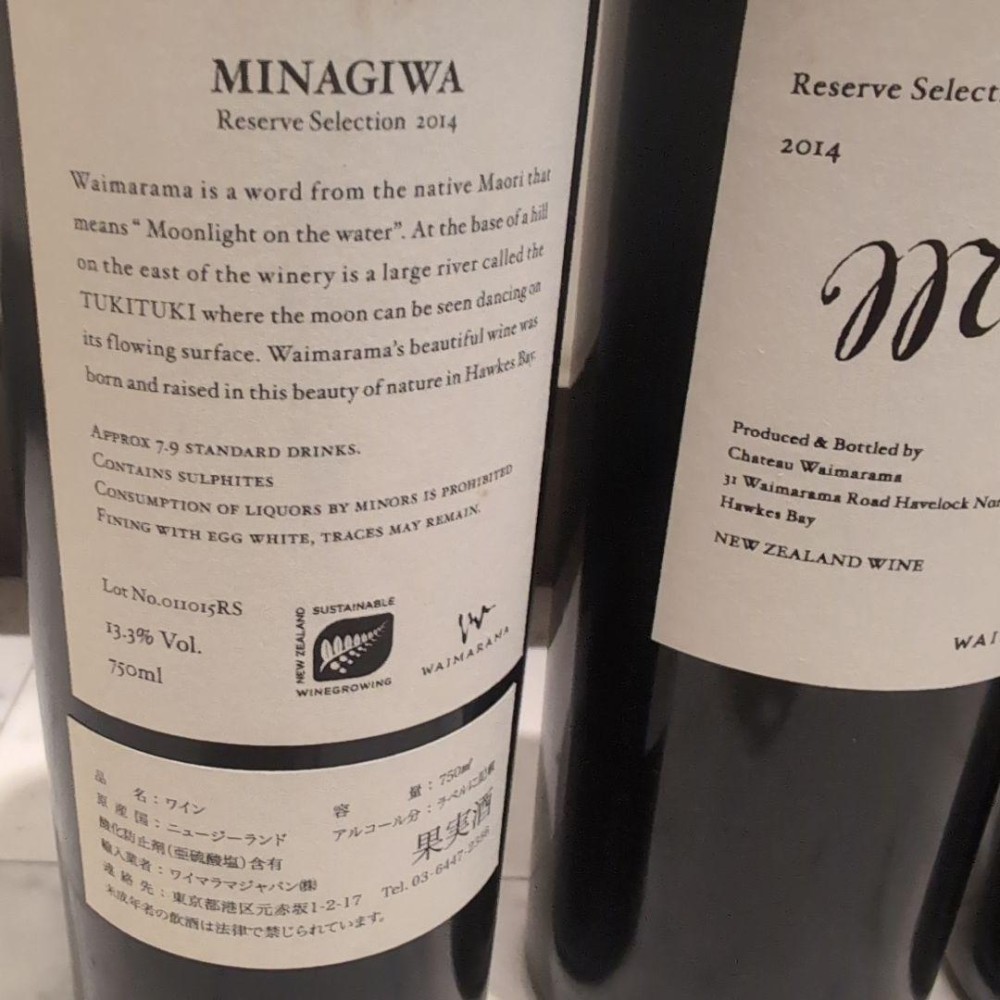 MINAGIWA
Reserve Selection 2014
Waimarama is a word from the native Maori that
means “ Moonlight on the water”. At the base of a hill
on the east of the winery is a large river called the
TUKITUKI where the moon can be seen dancing on
its flowing surface. Waimarama's beautiful wine was
born and raised in this beauty of nature in Hawkes Bay.
APPROX 7.9 STANDARD DRINKS.
CONTAINS SULPHITES
CONSUMPTION OF LIQUORS BY MINORS IS PROHIBITED
FINING WITH EGG WHITE, TRACES MAY REMAIN.
Lot No.011015RS
13.3% Vol.
750ml
NEW ZEALAND
SUSTAINABLE
WINEGROWING
WAIMARAMA
品名：ワイン
原産国：ニュージーランド
酸化防止剤(亜硫酸塩)含有
輸入業者：ワイマラマジャパン㈱
連絡先：東京都港区元赤坂1-2-17
未成年者の飲酒は法律で禁じられています。
容量：750㎖
アルコール分：ラベルに記載
果実酒
Tel. 03-6447-2356
Reserve Select
2014
M
Produced & Bottled by
Chateau Waimarama
31 Waimarama Road Havelock Nor
Hawkes Bay
NEW ZEALAND WINE
WAI